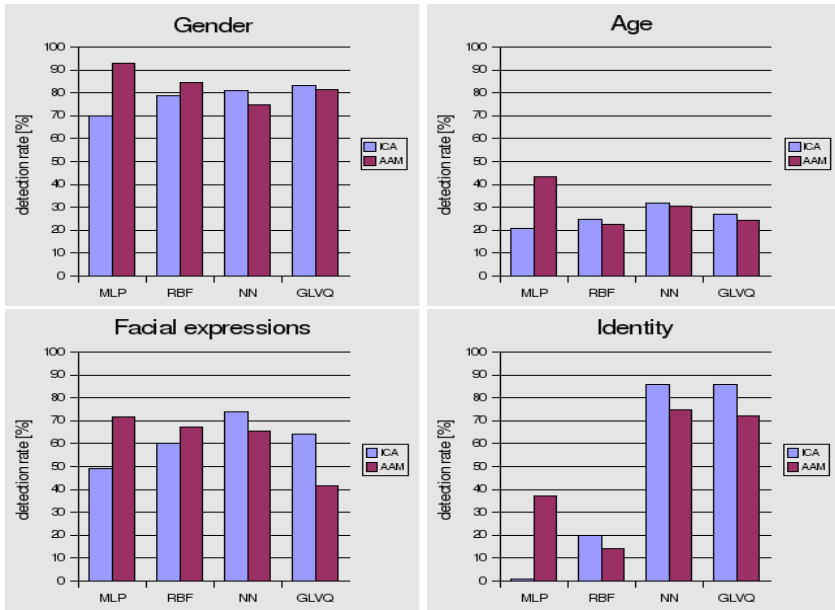 Gender
100
90
80
70
60
50
40
30
20
10
0
detection rate [%]
MLP RBF NN GLVQ
ICA
AAM
Age
100
90
80
70
60
50
40
30
20
10
0
detection rate [%]
MLP RBF NN GLVQ
ICA
AAM
Facial expressions
100
90
80
70
60
50
40
30
20
10
0
detection rate [%]
MLP RBF NN GLVQ
ICA
AAM
Identity
100
90
80
70
60
50
40
30
20
10
0
detection rate [%]
MLP RBF NN GLVQ
ICA
AAM